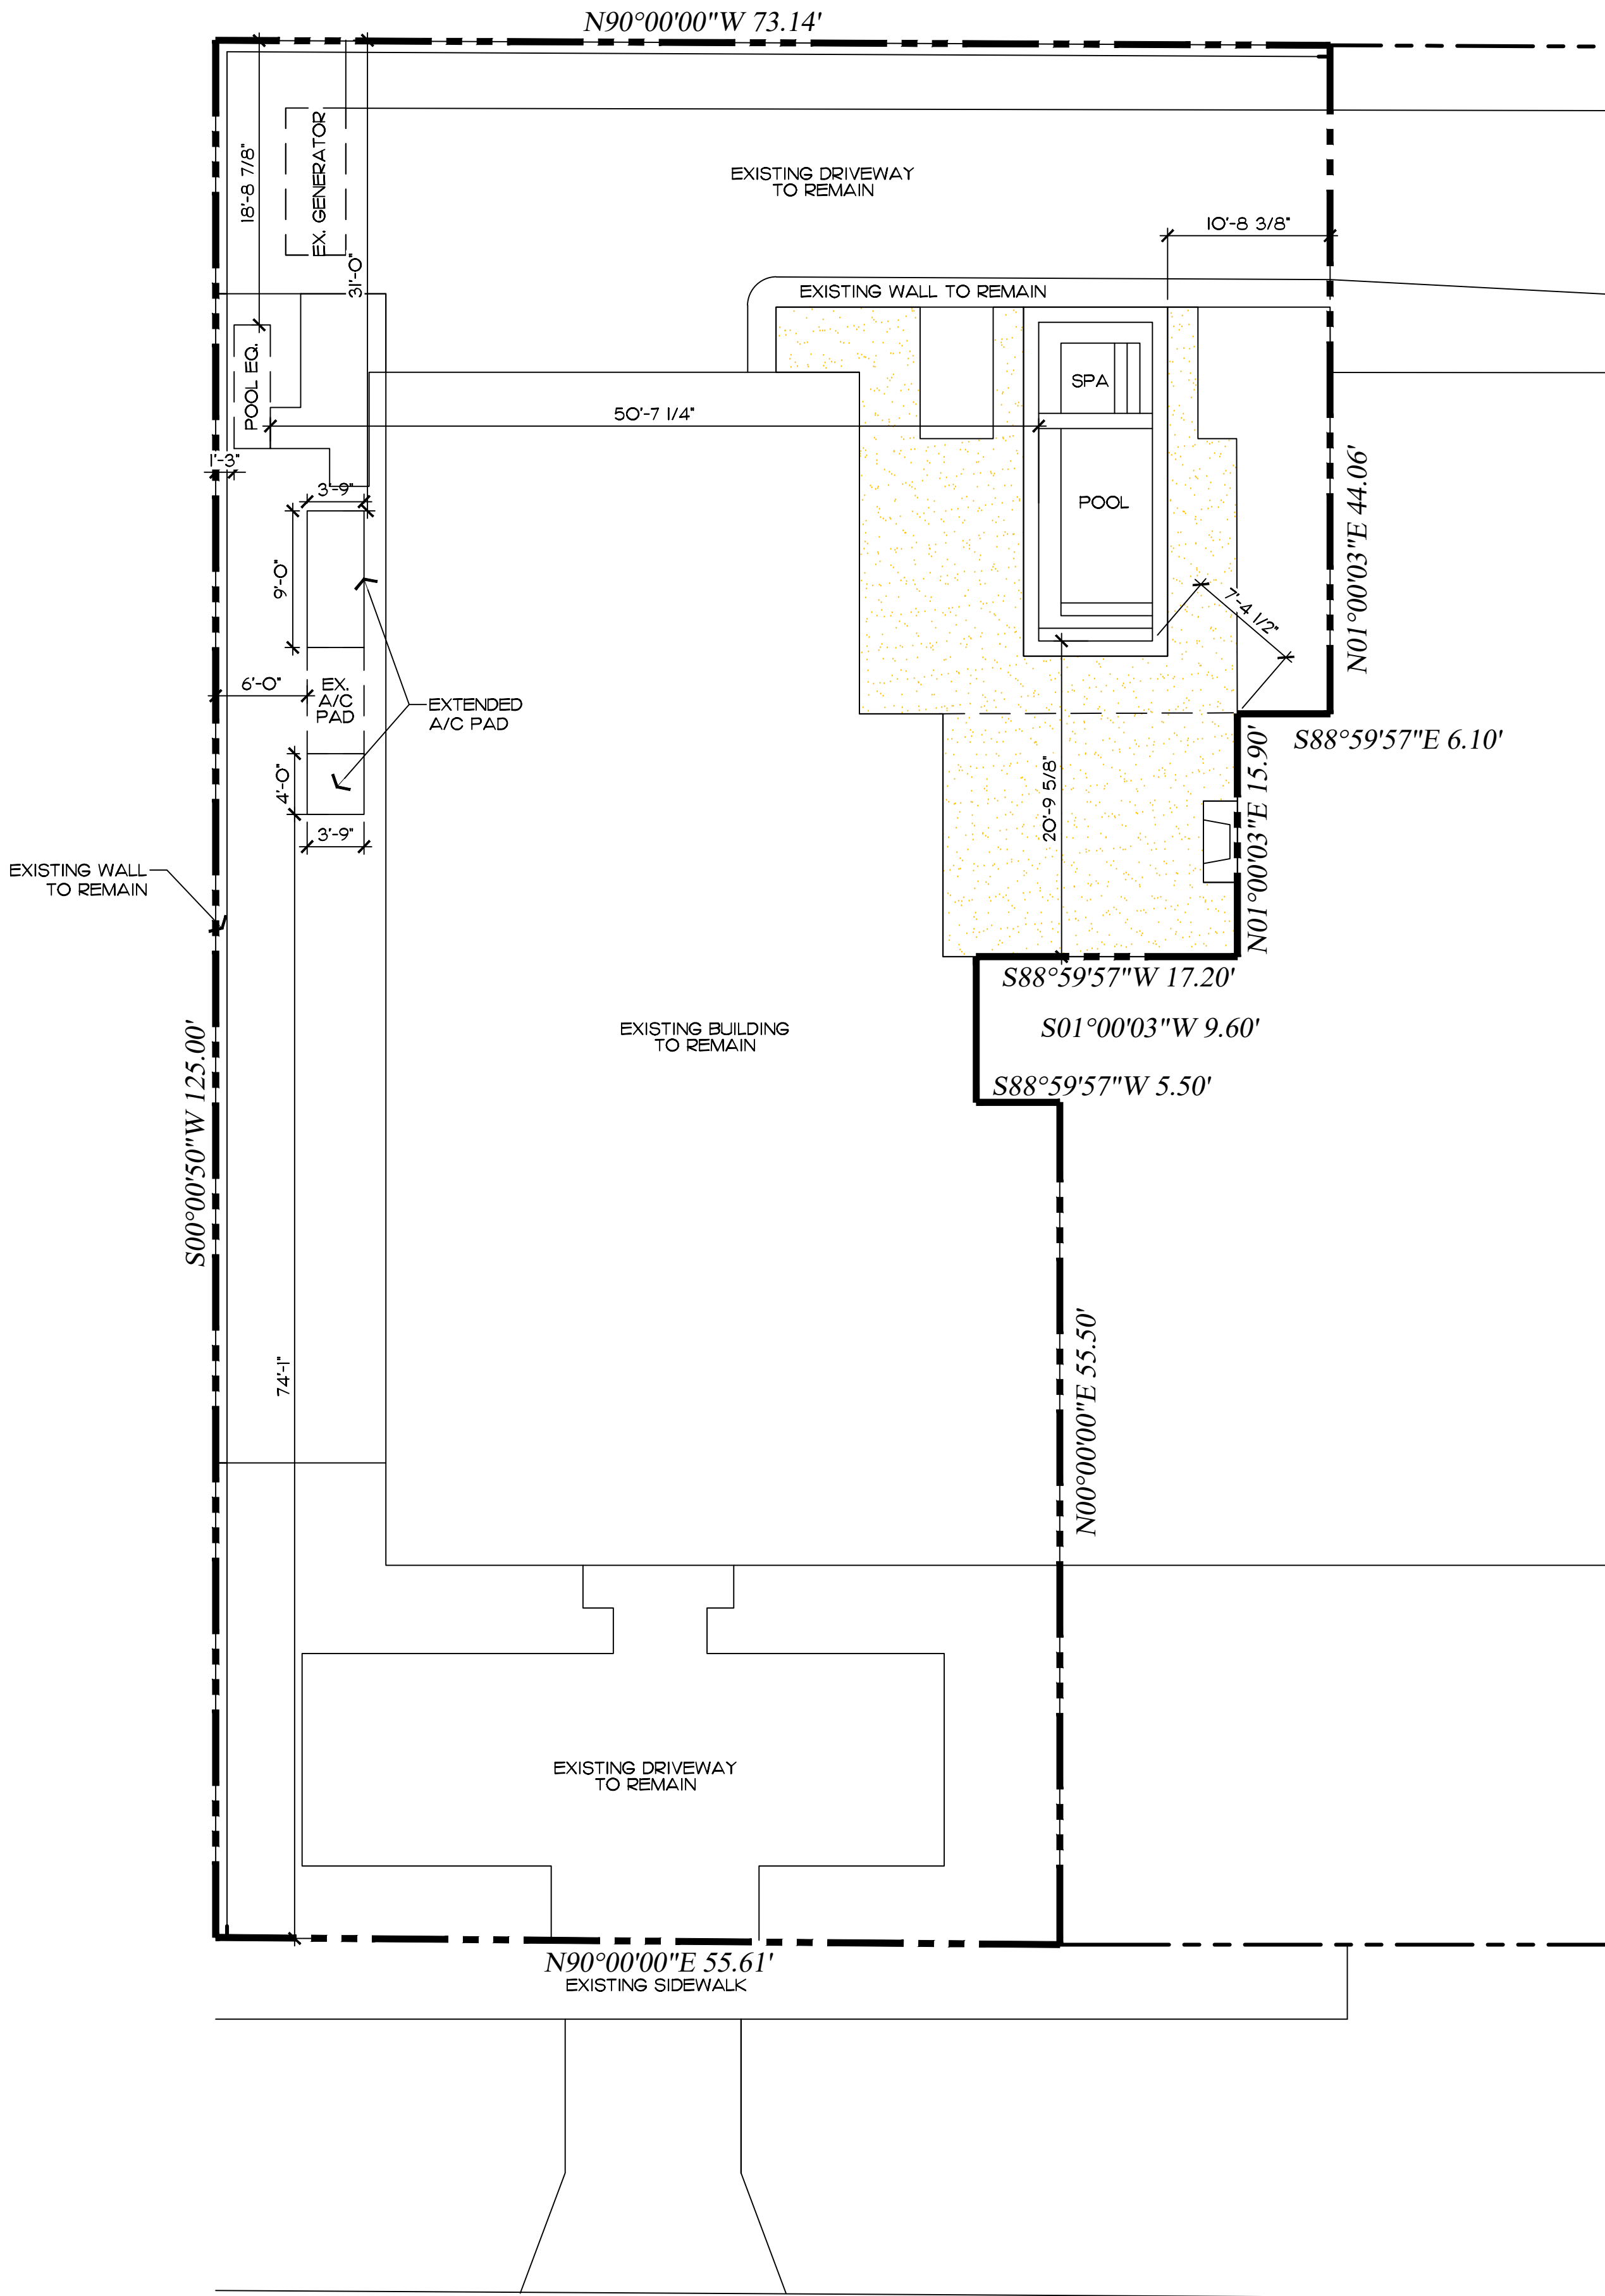 N90°00'00"W 73.14'
18'-8 7/8"
EX. GENERATOR
31'-0"
EXISTING DRIVEWAY
TO REMAIN
10'-8 3/8"
EXISTING WALL TO REMAIN
POOL EQ.
SPA
50'-7 1/4"
1'-3"
3'-9"
POOL
N01°00'03"E 44.06'
9'-0"
7'-4 1/2"
6'-0"
EX.
A/C
PAD
EXTENDED
A/C PAD
S88°59'57"E 6.10'
4'-0"
20'-9 5/8"
N01°00'03"E 15.90'
3'-9"
EXISTING WALL
TO REMAIN
S88°59'57"W 17.20'
S01°00'03"W 9.60'
EXISTING BUILDING
TO REMAIN
S88°59'57"W 5.50'
S00°00'50"W 125.00'
74'-1"
N00°00'00"E 55.50'
EXISTING DRIVEWAY
TO REMAIN
N90°00'00"E 55.61'
EXISTING SIDEWALK